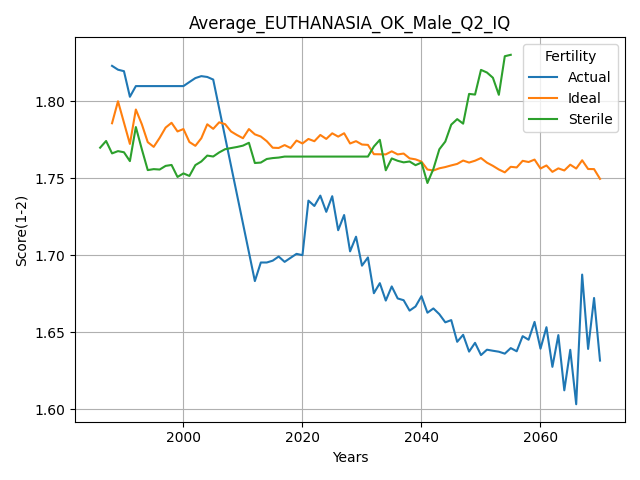 Average_EUTHANASIA_OK_Male_Q2_IQ
Fertility
Actual
Ideal
Sterile
Score(1-2)
1.80
1.75
1.70
1.65
1.60
2000
2020
2040
2060
Years